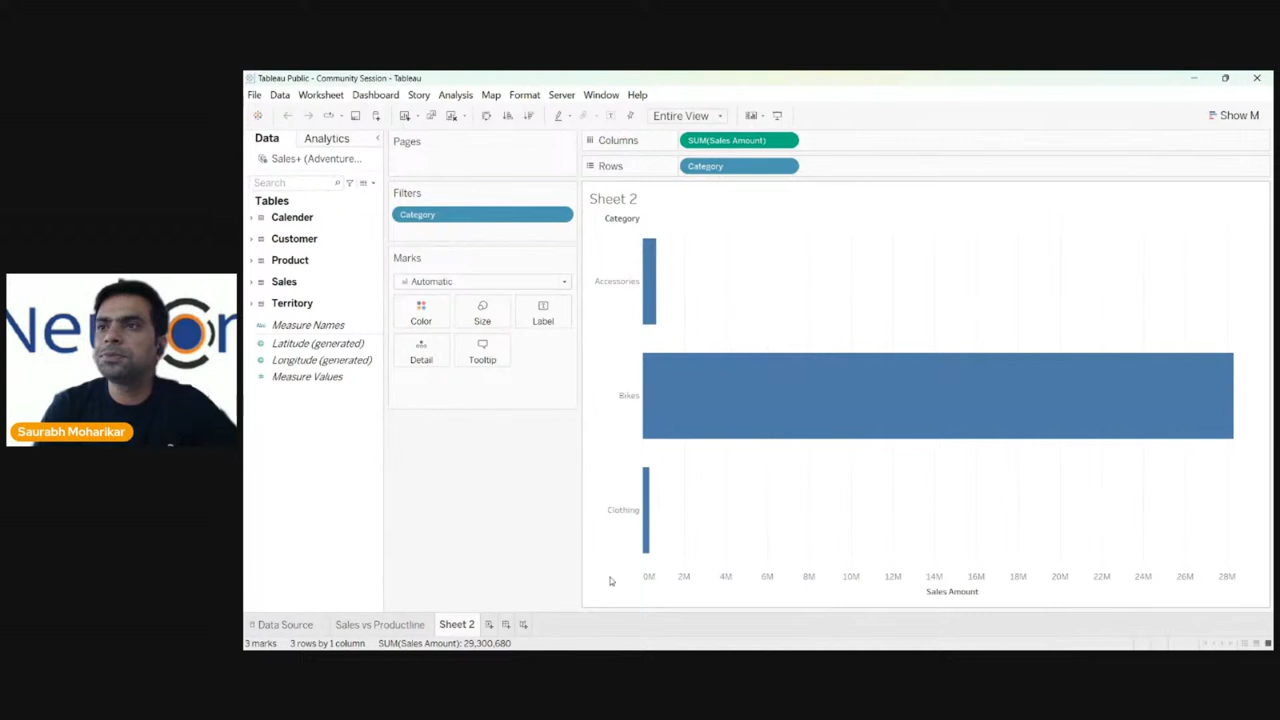 Tableau Public - Community Session - Tableau
File Data Worksheet Dashboard Story Analysis Map Format Server Window Help
Entire View
Show M
Data Analytics
Sales+ (Adventure...
Search
Tables
Calender
Customer
Product
Sales
Territory
Abc Measure Names
Latitude (generated)
Longitude (generated)
Measure Values
Pages
Filters
Category
Marks
Automatic
Color Size Label
Detail Tooltip
Columns SUM(Sales Amount)
Rows Category
Sheet 2
Category
Accessories
Bikes
Clothing
0M 2M 4M 6M 8M 10M 12M 14M 16M 18M 20M 22M 24M 26M 28M
Sales Amount
Saurabh Moharikar
Data Source Sales vs Productline Sheet 2
3 marks 3 rows by 1 column SUM(Sales Amount): 29,300,680